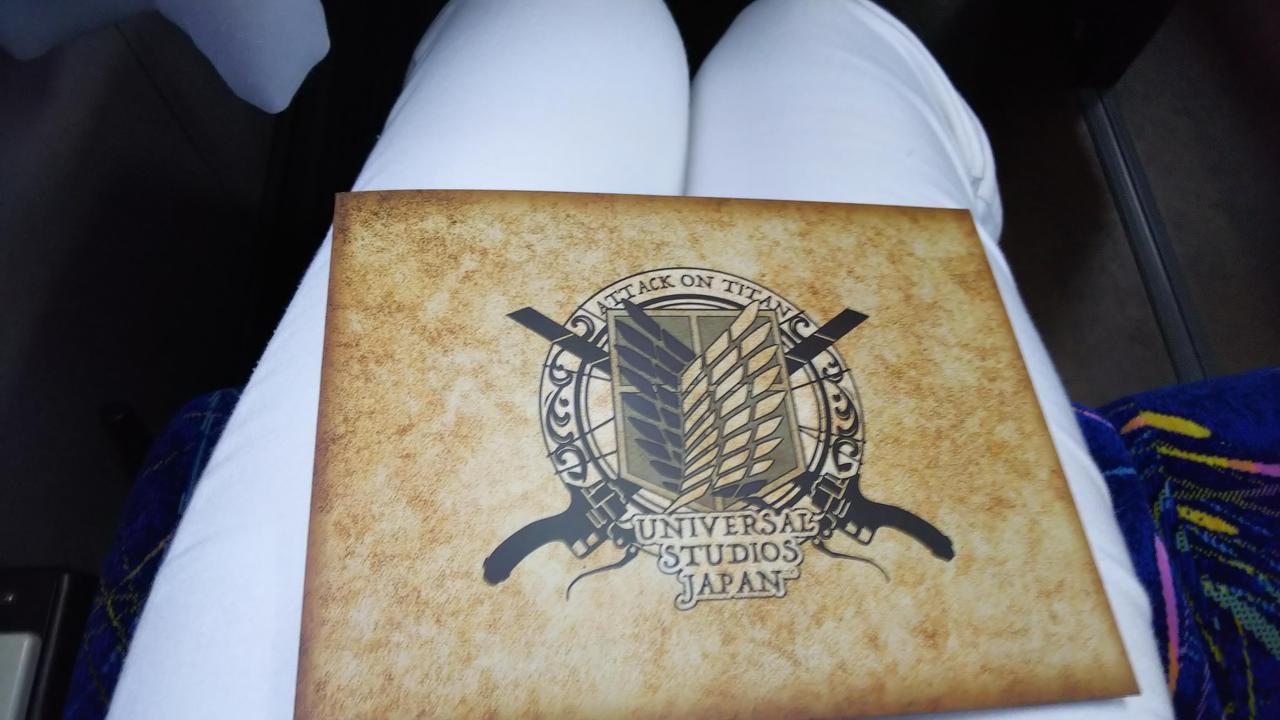 ATTACK ON TITAN
UNIVERSAL
STUDIOS
JAPAN